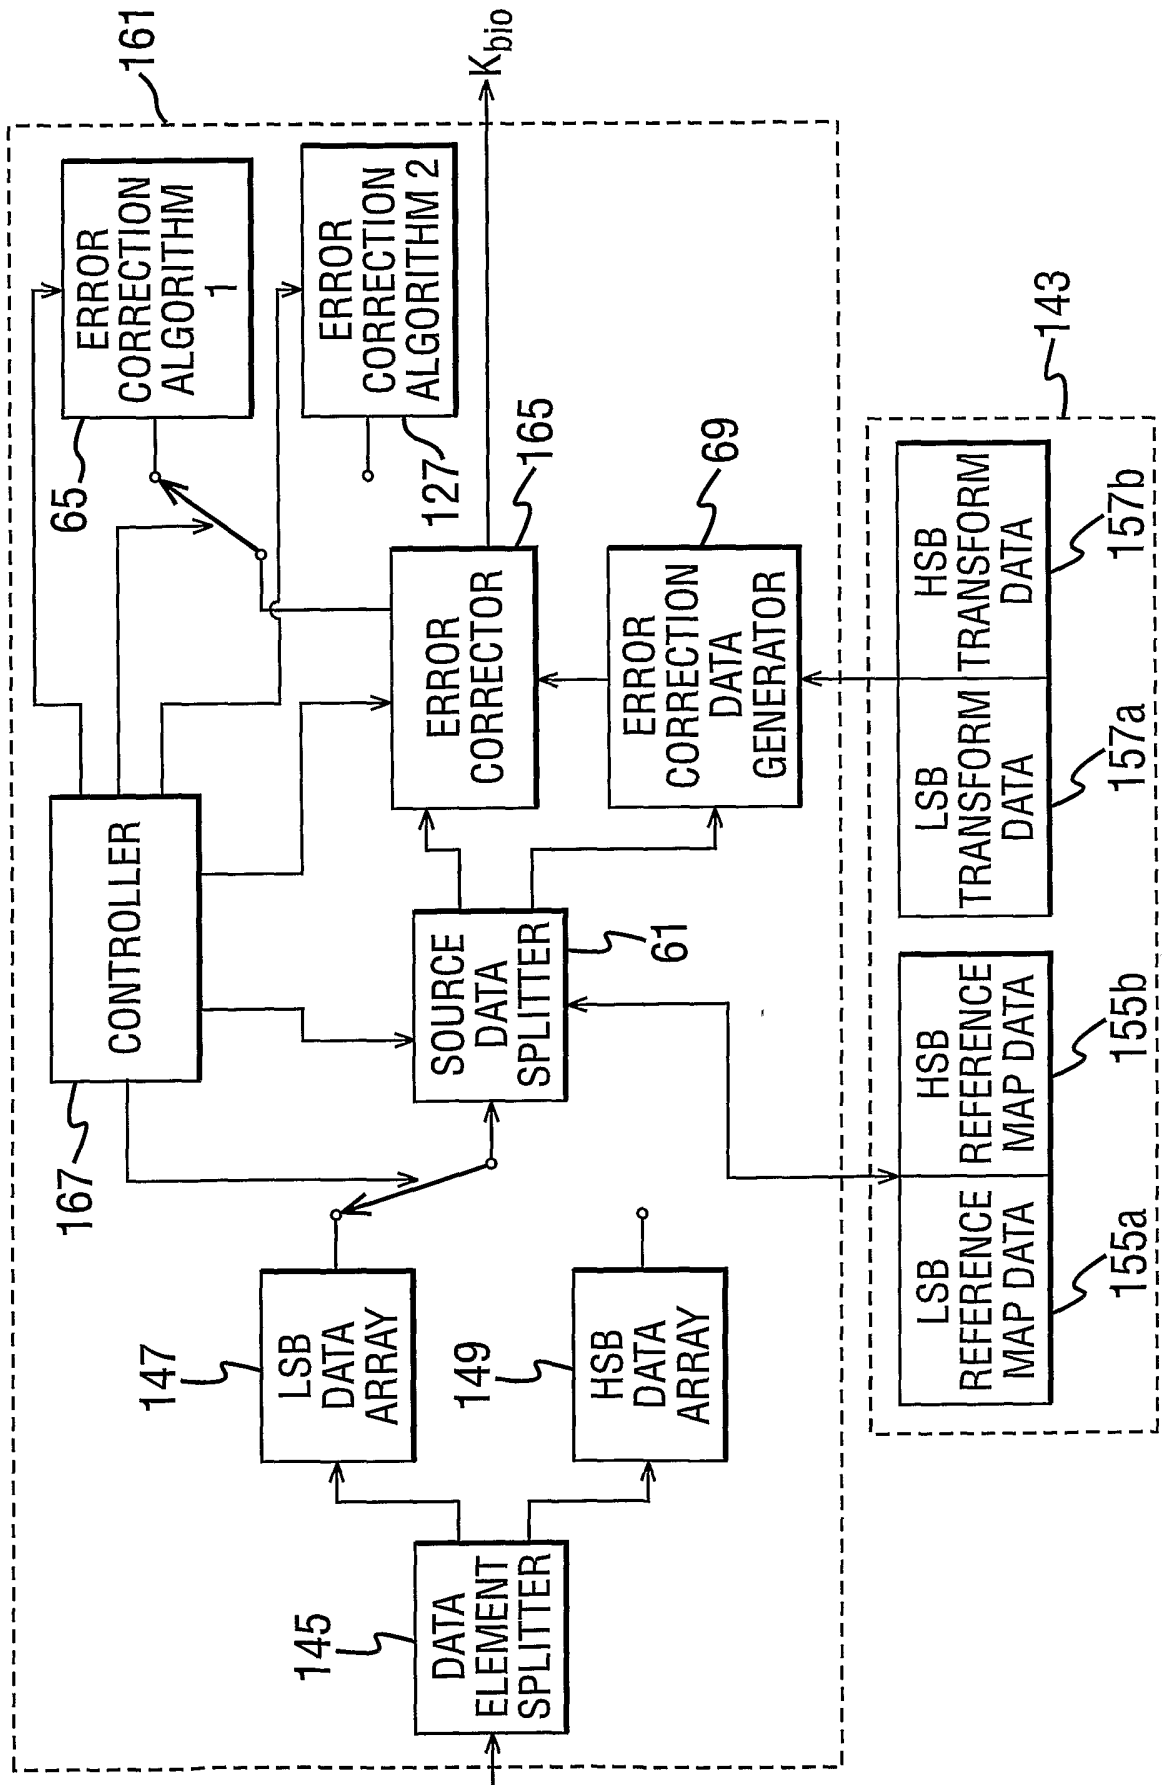 161
ERROR
CORRECTION
ALGORITHM
1
65
ERROR
CORRECTION
ALGORITHM 2
127
K_bio
CONTROLLER
167
ERROR
CORRECTOR
165
ERROR
CORRECTION
DATA
GENERATOR
69
SOURCE
DATA
SPLITTER
61
147
LSB
DATA
ARRAY
149
HSB
DATA
ARRAY
145
DATA
ELEMENT
SPLITTER
143
LSB
REFERENCE
MAP DATA
155a
HSB
REFERENCE
MAP DATA
155b
LSB
TRANSFORM
DATA
157a
HSB
TRANSFORM
DATA
157b